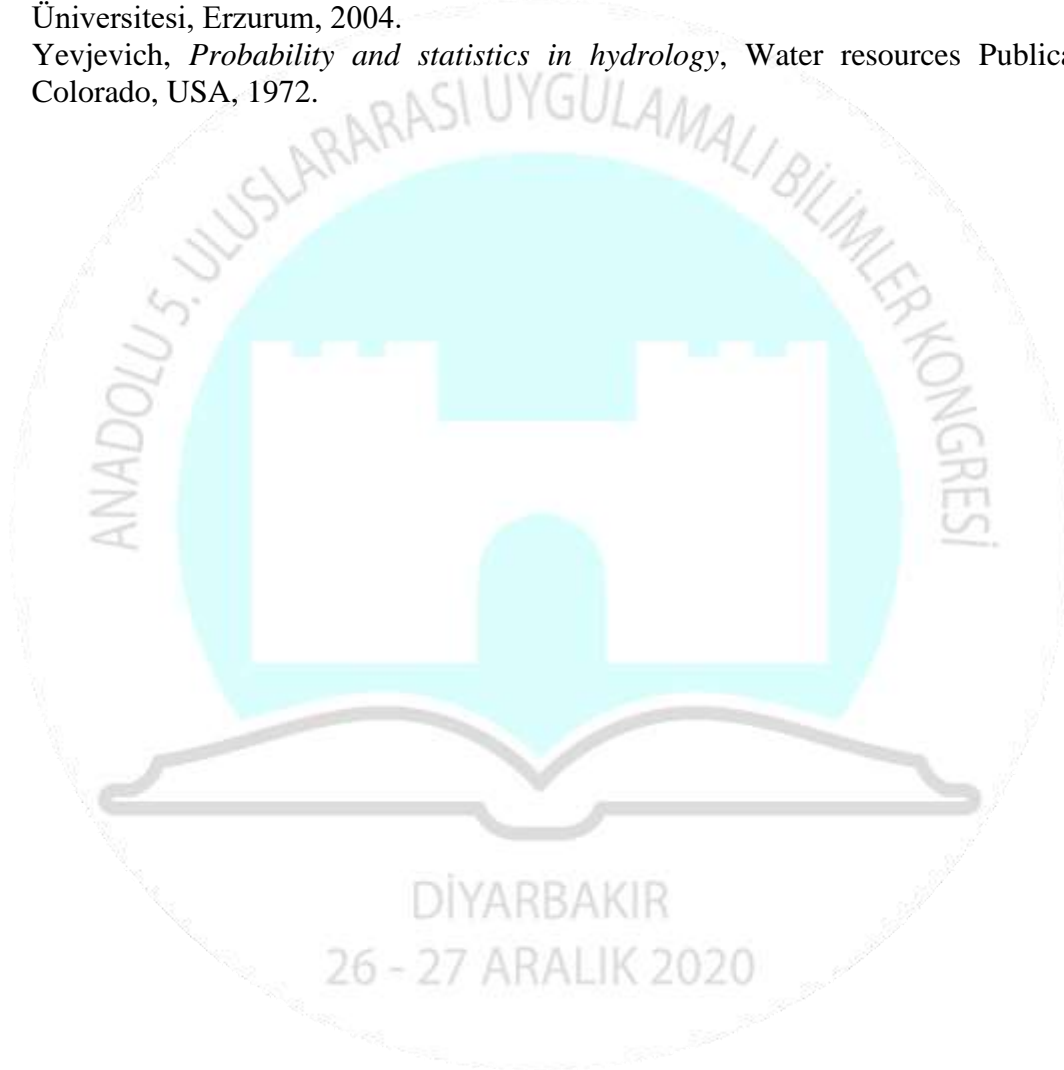 Üniversitesi, Erzurum, 2004.
Yevjevich, Probability and statistics in hydrology, Water resources Publica
Colorado, USA, 1972.
ANADOLU 5. ULUSLARARASI UYGULAMALI BİLİMLER KONGRESİ
DİYARBAKIR
26 - 27 ARALIK 2020